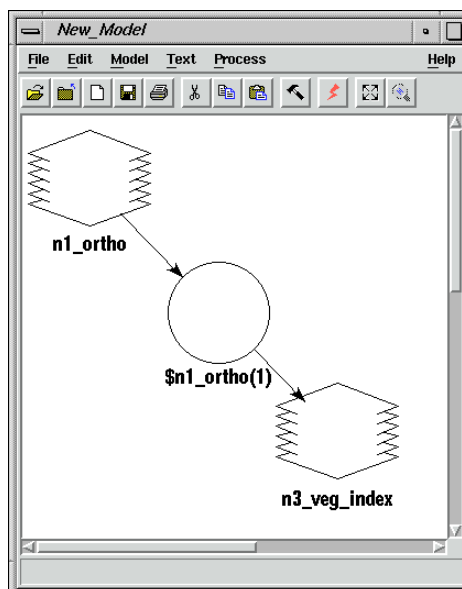 New_Model
File Edit Model Text Process Help
n1_ortho
$n1_ortho(1)
n3_veg_index